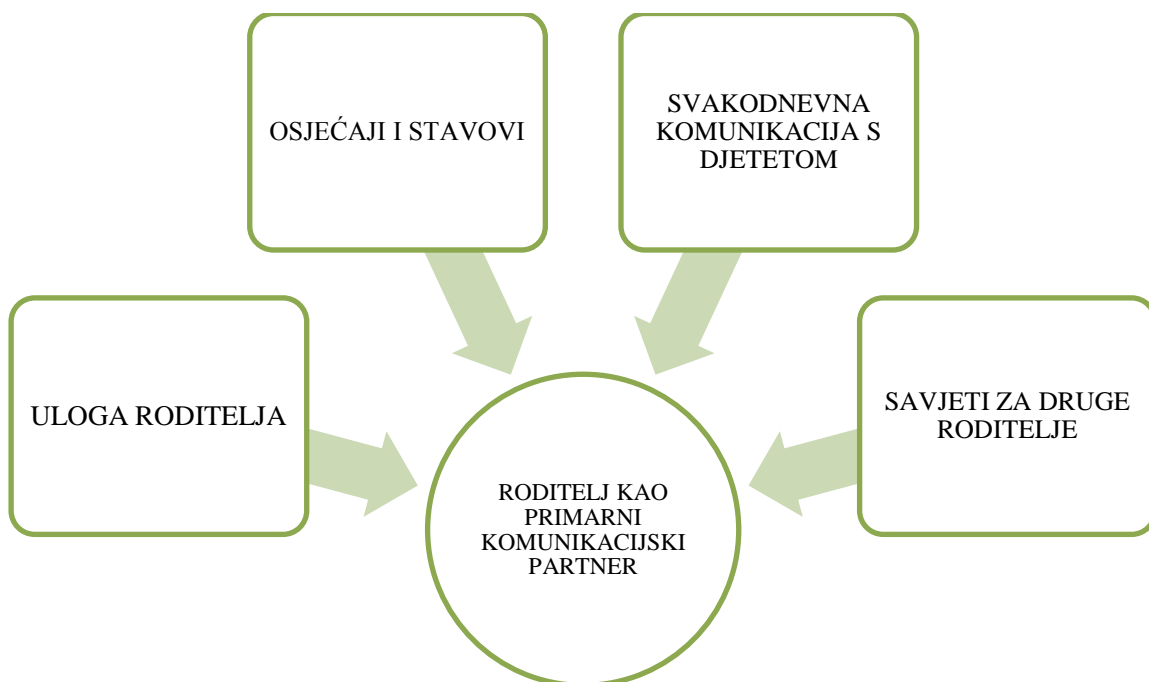 OSJEĆAJI I STAVOVI
SVAKODNEVNA
KOMUNIKACIJA S
DJETETOM
ULOGA RODITELJA
SAVJETI ZA DRUGE
RODITELJE
RODITELJ KAO
PRIMARNI
KOMUNIKACIJSKI
PARTNER